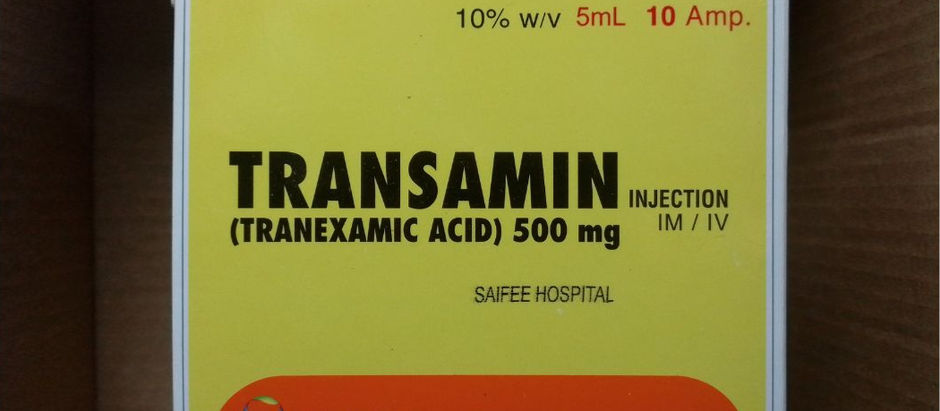 10% w/v 5mL 10 Amp.
TRANSAMIN INJECTION
IM / IV
(TRANEXAMIC ACID) 500 mg
SAIFEE HOSPITAL